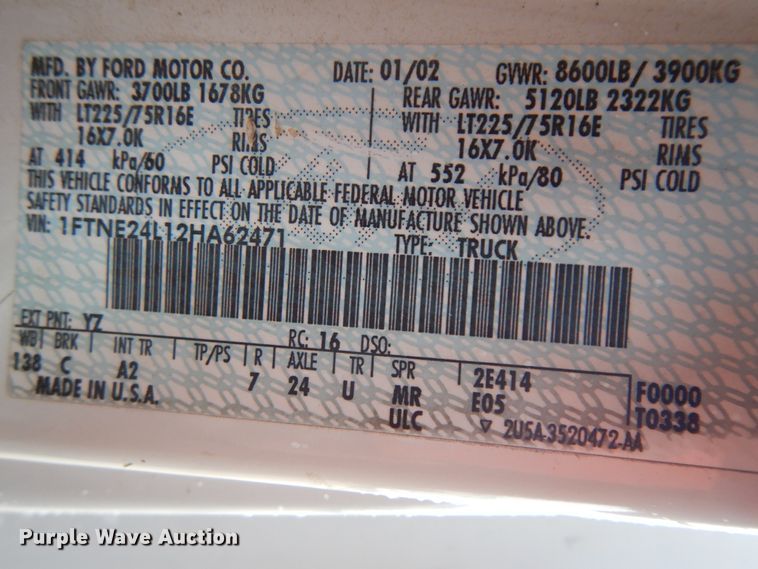 MFD. BY FORD MOTOR CO. DATE: 01/02 GVWR: 8600LB/ 3900KG
FRONT GAWR: 3700LB 1678KG REAR GAWR: 5120LB 2322KG
WITH LT225/75R16E TIRES WITH LT225/75R16E TIRES
16X7.0K RIMS 16X7.0K RIMS
AT 414 kPa/60 PSI COLD AT 552 kPa/80 PSI COLD
THIS VEHICLE CONFORMS TO ALL APPLICABLE FEDERAL MOTOR VEHICLE
SAFETY STANDARDS IN EFFECT ON THE DATE OF MANUFACTURE SHOWN ABOVE.
VIN: 1FTNE24L12HA62471 TYPE: TRUCK
EXT PNT: YZ RC: 16 DSO:
WB BRK INT TR TP/PS R AXLE TR SPR 2E414 F0000
138 C A2 7 24 U MR E05 T0338
MADE IN U.S.A. ULC ▽ 2U5A-3520472-AA
Purple Wave Auction